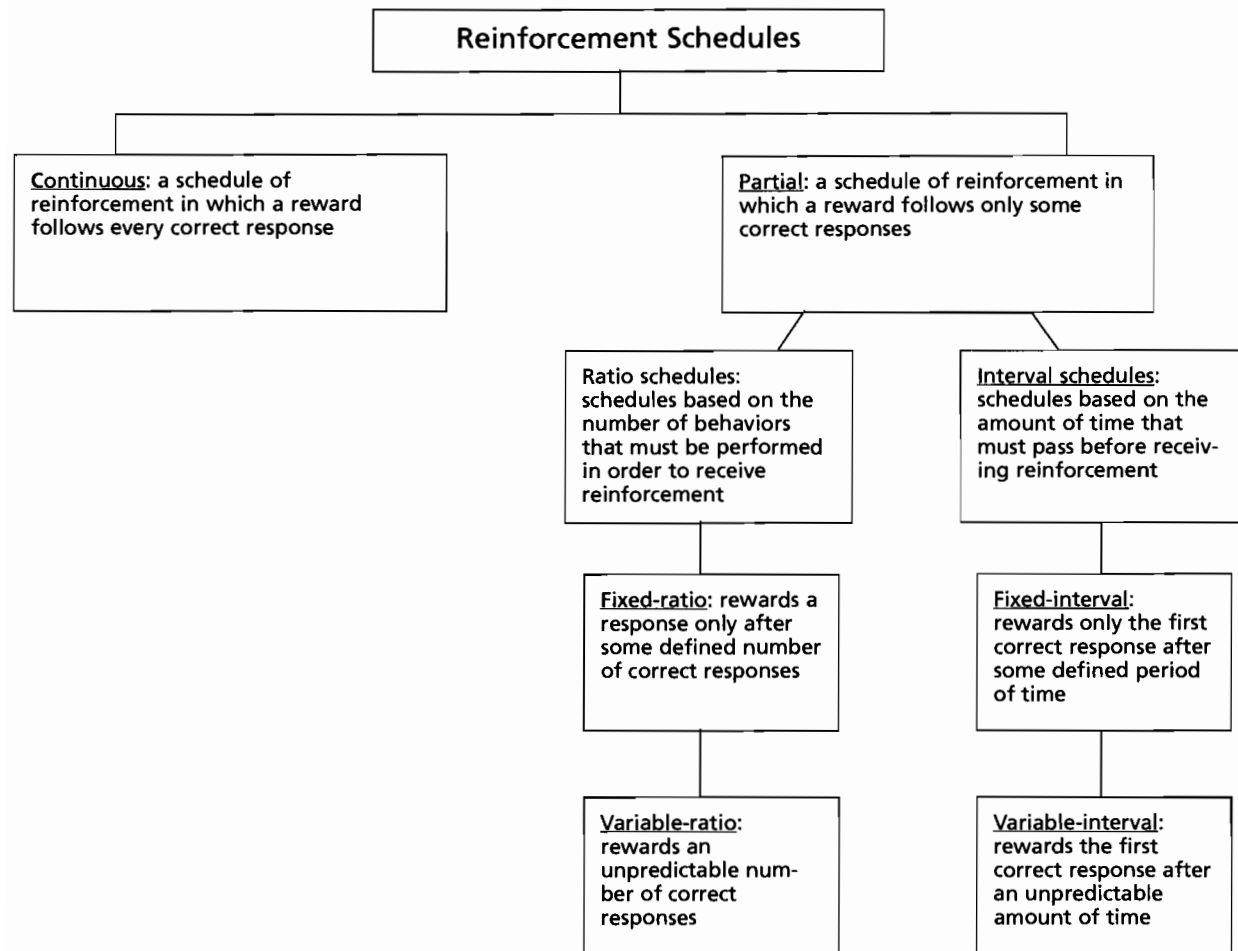 Reinforcement Schedules
Continuous: a schedule of
reinforcement in which a reward
follows every correct response
Partial: a schedule of reinforcement in
which a reward follows only some
correct responses
Ratio schedules:
schedules based on the
number of behaviors
that must be performed
in order to receive
reinforcement
Interval schedules:
schedules based on the
amount of time that
must pass before receiv-
ing reinforcement
Fixed-ratio: rewards a
response only after
some defined number
of correct responses
Fixed-interval:
rewards only the first
correct response after
some defined period
of time
Variable-ratio:
rewards an
unpredictable num-
ber of correct
responses
Variable-interval:
rewards the first
correct response after
an unpredictable
amount of time